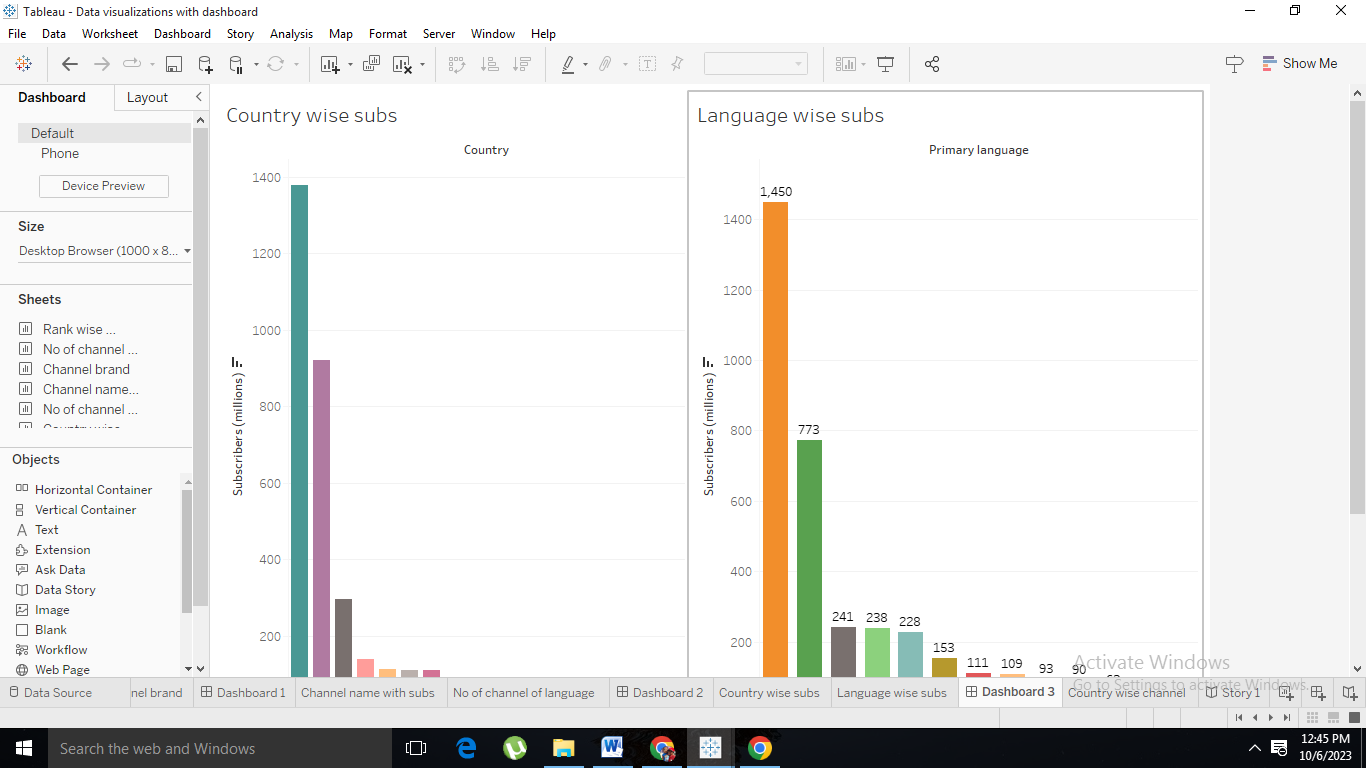 Tableau - Data visualizations with dashboard
File Data Worksheet Dashboard Story Analysis Map Format Server Window Help
Show Me
Dashboard Layout
Default
Phone
Device Preview
Size
Desktop Browser (1000 x 8...
Sheets
Rank wise ...
No of channel ...
Channel brand
Channel name...
No of channel ...
Objects
Horizontal Container
Vertical Container
Text
Extension
Ask Data
Data Story
Image
Blank
Workflow
Web Page
Country wise subs
Country
1400
1200
1000
800
600
400
200
Subscribers (millions)
Language wise subs
Primary language
1400
1200
1000
800
600
400
200
Subscribers (millions)
1,450
773
241 238 228
153
111 109 93 90
Activate Windows
Go to Settings to activate Windows.
Data Source nel brand Dashboard 1 Channel name with subs No of channel of language Dashboard 2 Country wise subs Language wise subs Dashboard 3 Country wise channel Story 1
Search the web and Windows
12:45 PM
10/6/2023